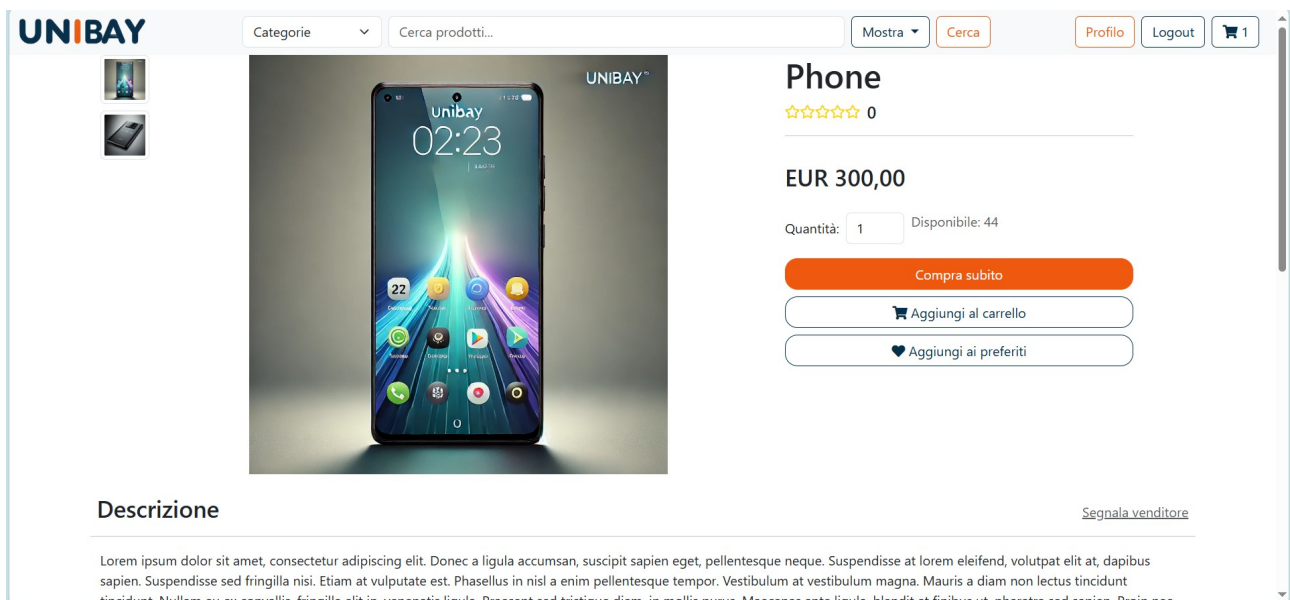 UNIBAY
Categorie
Cerca prodotti...
Mostra
Cerca
Profilo
Logout
1
UNIBAY
unibay
02:23
22
Phone
0
EUR 300,00
Quantità: 1 Disponibile: 44
Compra subito
Aggiungi al carrello
Aggiungi ai preferiti
Descrizione
Segnala venditore
Lorem ipsum dolor sit amet, consectetur adipiscing elit. Donec a ligula accumsan, suscipit sapien eget, pellentesque neque. Suspendisse at lorem eleifend, volutpat elit at, dapibus
sapien. Suspendisse sed fringilla nisi. Etiam at vulputate est. Phasellus in nisl a enim pellentesque tempor. Vestibulum at vestibulum magna. Mauris a diam non lectus tincidunt